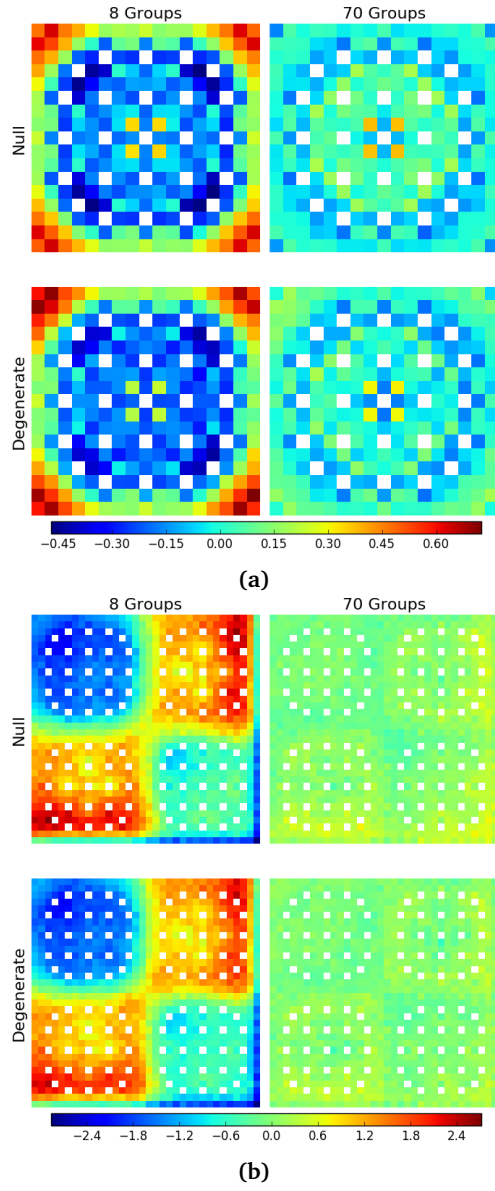 8 Groups 70 Groups
Null
Degenerate
−0.45 −0.30 −0.15 0.00 0.15 0.30 0.45 0.60
(a)
8 Groups 70 Groups
Null
Degenerate
−2.4 −1.8 −1.2 −0.6 0.0 0.6 1.2 1.8 2.4
(b)